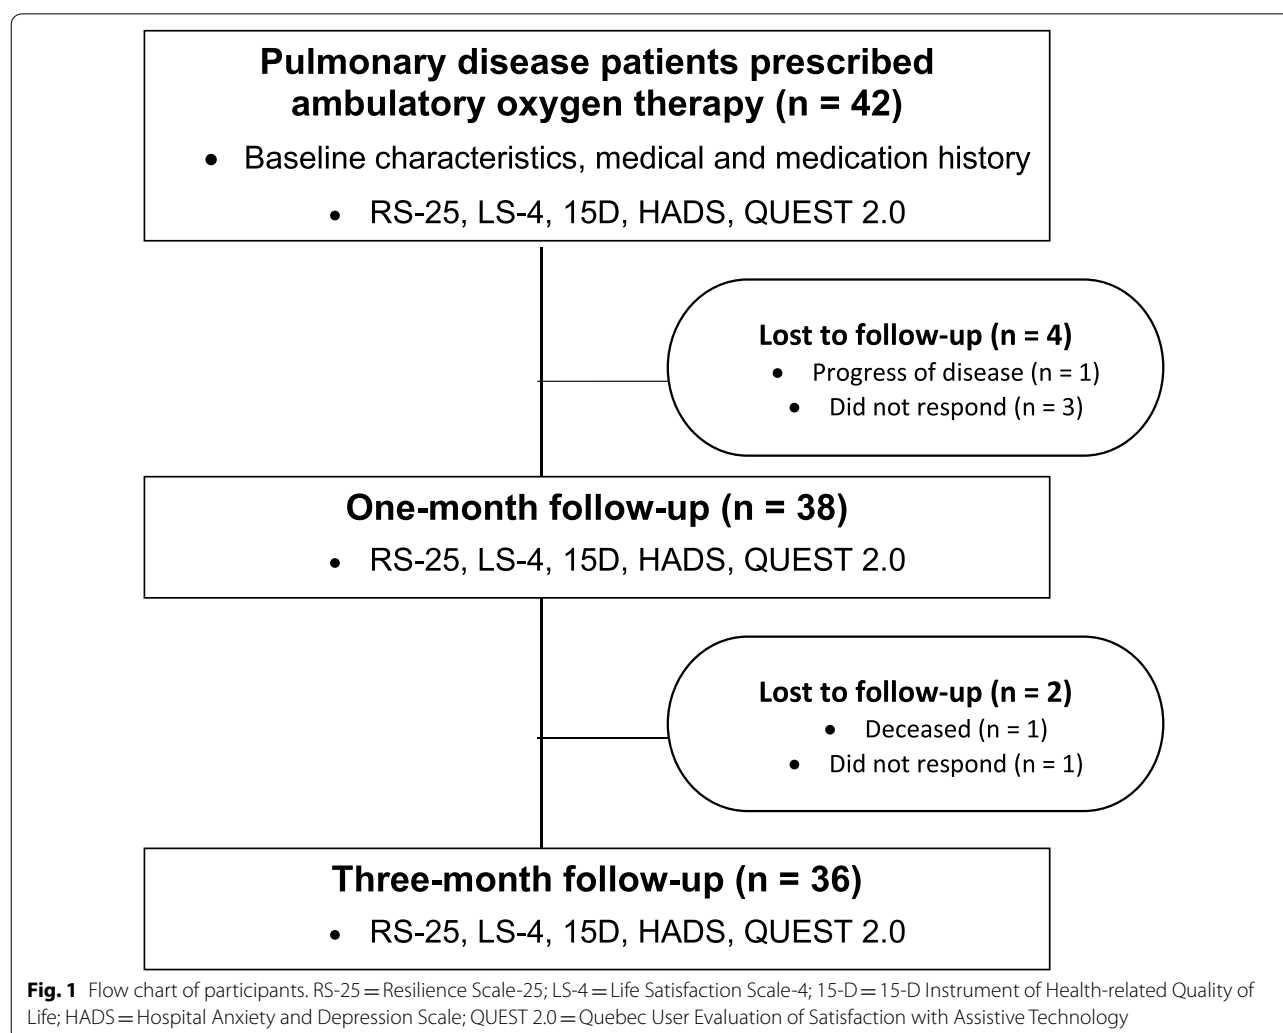 Pulmonary disease patients prescribed
ambulatory oxygen therapy (n = 42)
• Baseline characteristics, medical and medication history
• RS-25, LS-4, 15D, HADS, QUEST 2.0
Lost to follow-up (n = 4)
• Progress of disease (n = 1)
• Did not respond (n = 3)
One-month follow-up (n = 38)
• RS-25, LS-4, 15D, HADS, QUEST 2.0
Lost to follow-up (n = 2)
• Deceased (n = 1)
• Did not respond (n = 1)
Three-month follow-up (n = 36)
• RS-25, LS-4, 15D, HADS, QUEST 2.0
Fig. 1 Flow chart of participants. RS-25 = Resilience Scale-25; LS-4 = Life Satisfaction Scale-4; 15-D = 15-D Instrument of Health-related Quality of
Life; HADS = Hospital Anxiety and Depression Scale; QUEST 2.0 = Quebec User Evaluation of Satisfaction with Assistive Technology